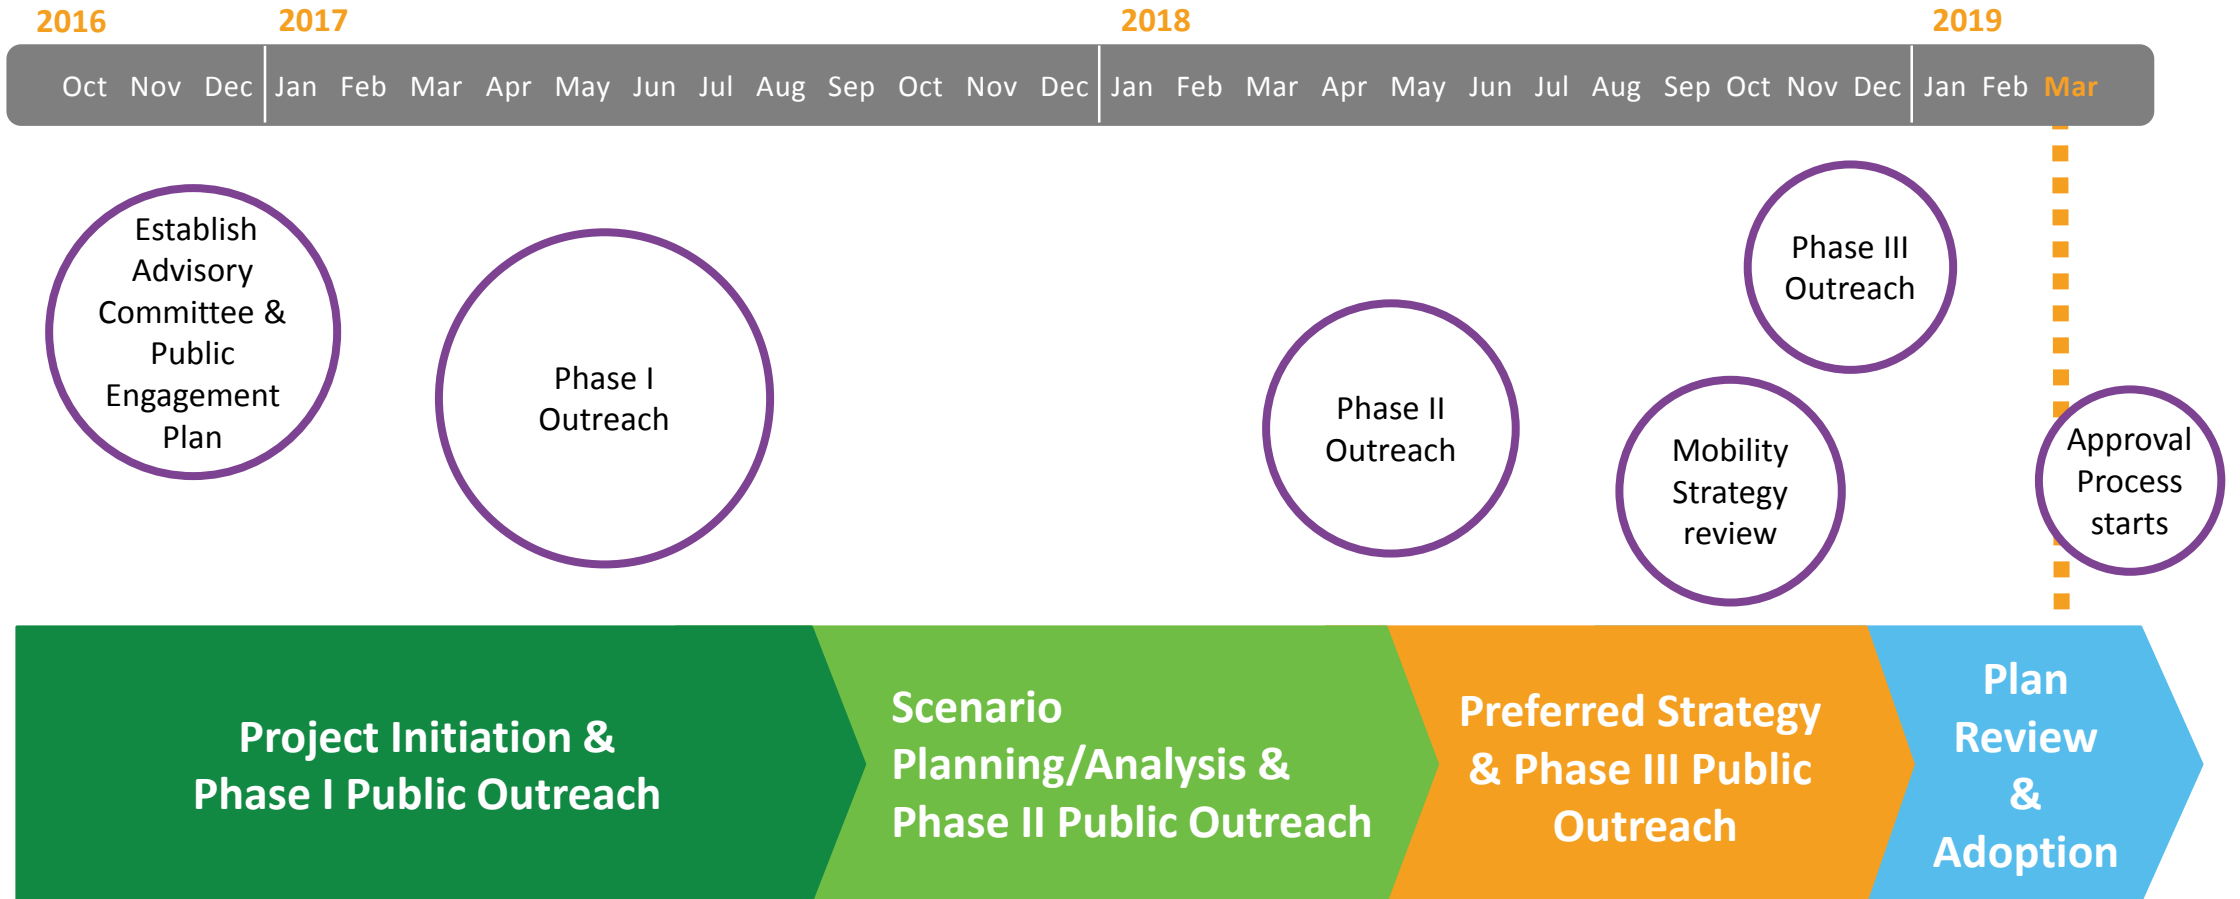 2016 2017 2018 2019
Oct Nov Dec Jan Feb Mar Apr May Jun Jul Aug Sep Oct Nov Dec Jan Feb Mar Apr May Jun Jul Aug Sep Oct Nov Dec Jan Feb Mar
Establish
Advisory
Committee &
Public
Engagement
Plan
Phase I
Outreach
Phase II
Outreach
Mobility
Strategy
review
Phase III
Outreach
Approval
Process
starts
Project Initiation &
Phase I Public Outreach
Scenario
Planning/Analysis &
Phase II Public Outreach
Preferred Strategy
& Phase III Public
Outreach
Plan
Review
&
Adoption